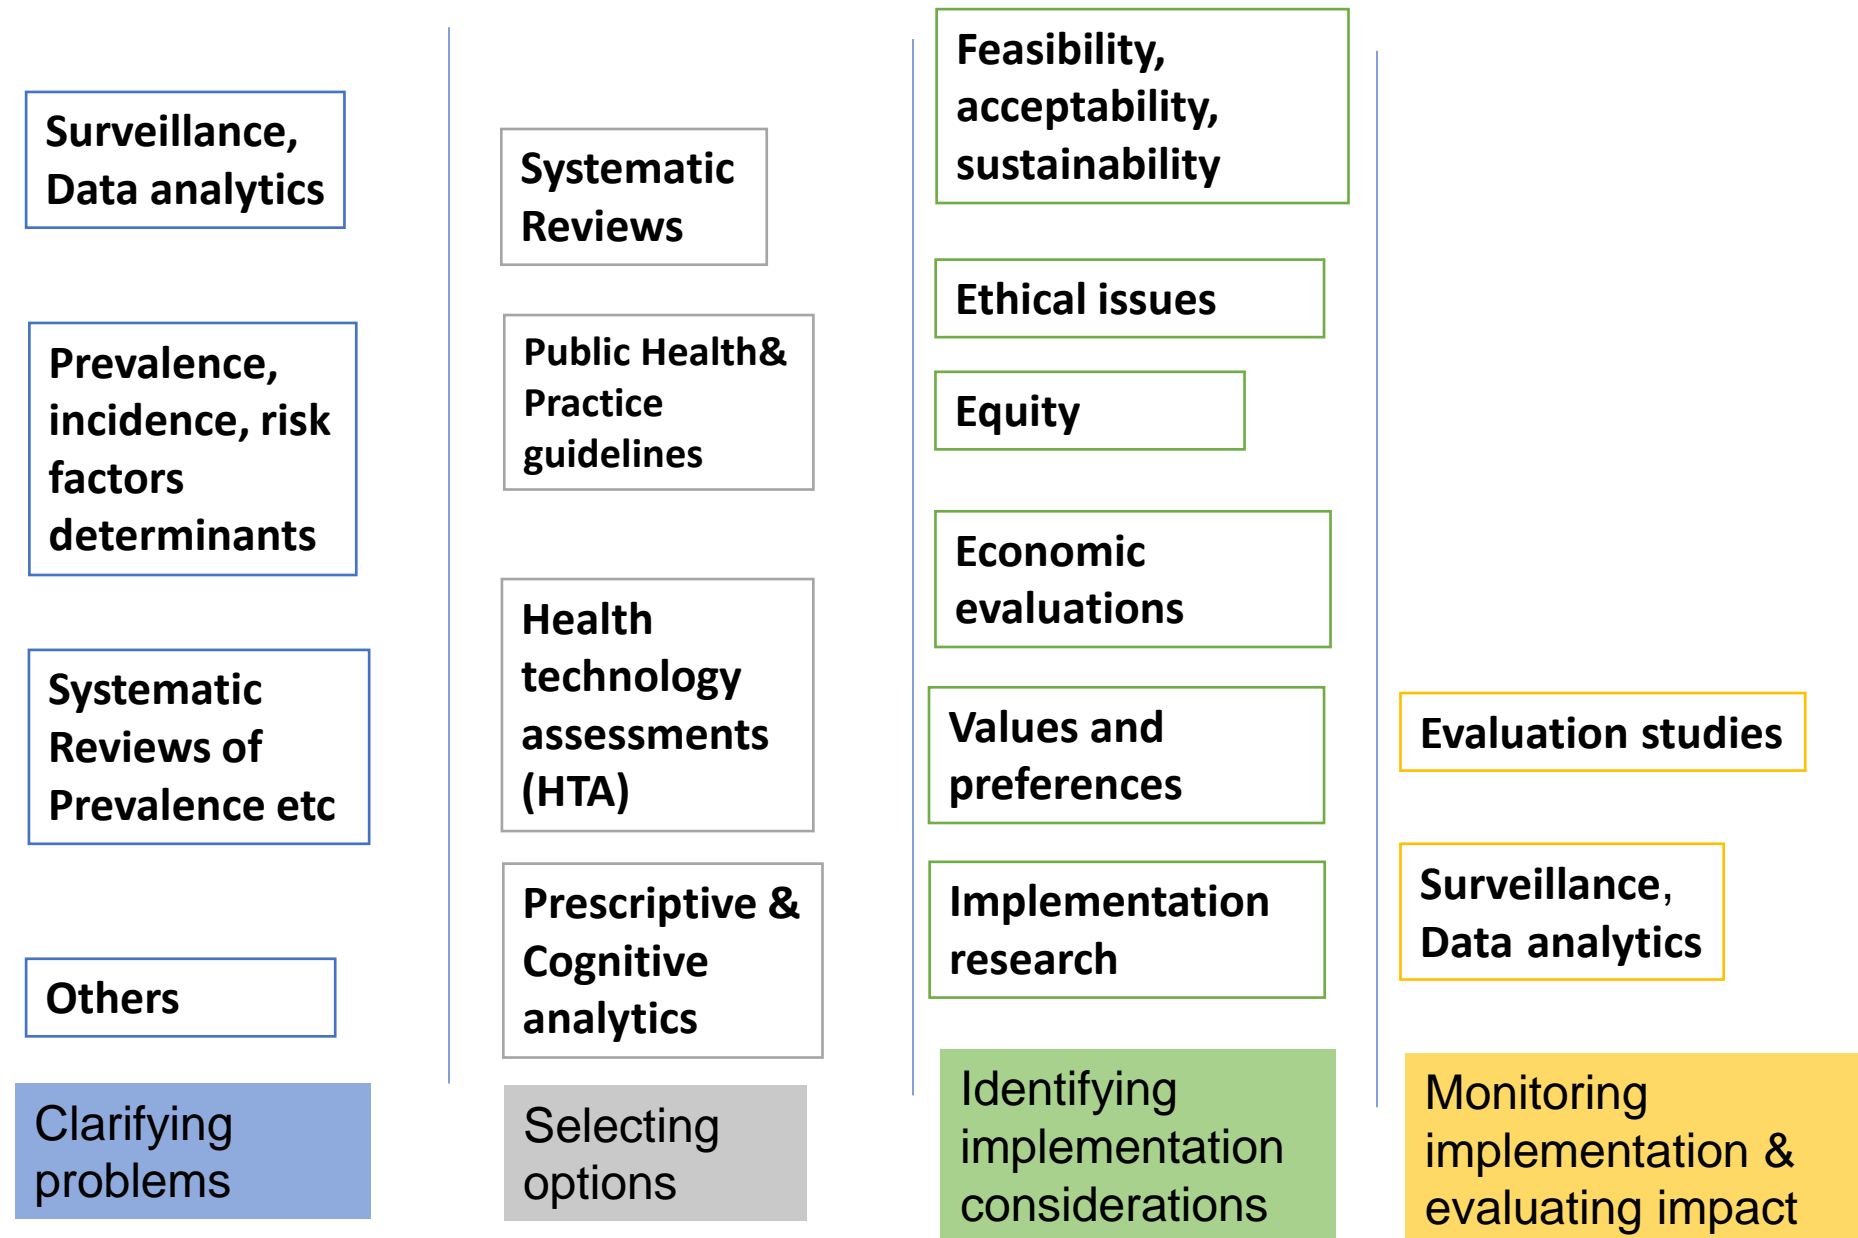 Surveillance,
Data analytics
Prevalence,
incidence, risk
factors
determinants
Systematic
Reviews of
Prevalence etc
Others
Clarifying
problems
Systematic
Reviews
Public Health&
Practice
guidelines
Health
technology
assessments
(HTA)
Prescriptive &
Cognitive
analytics
Selecting
options
Feasibility,
acceptability,
sustainability
Ethical issues
Equity
Economic
evaluations
Values and
preferences
Implementation
research
Identifying
implementation
considerations
Evaluation studies
Surveillance,
Data analytics
Monitoring
implementation &
evaluating impact